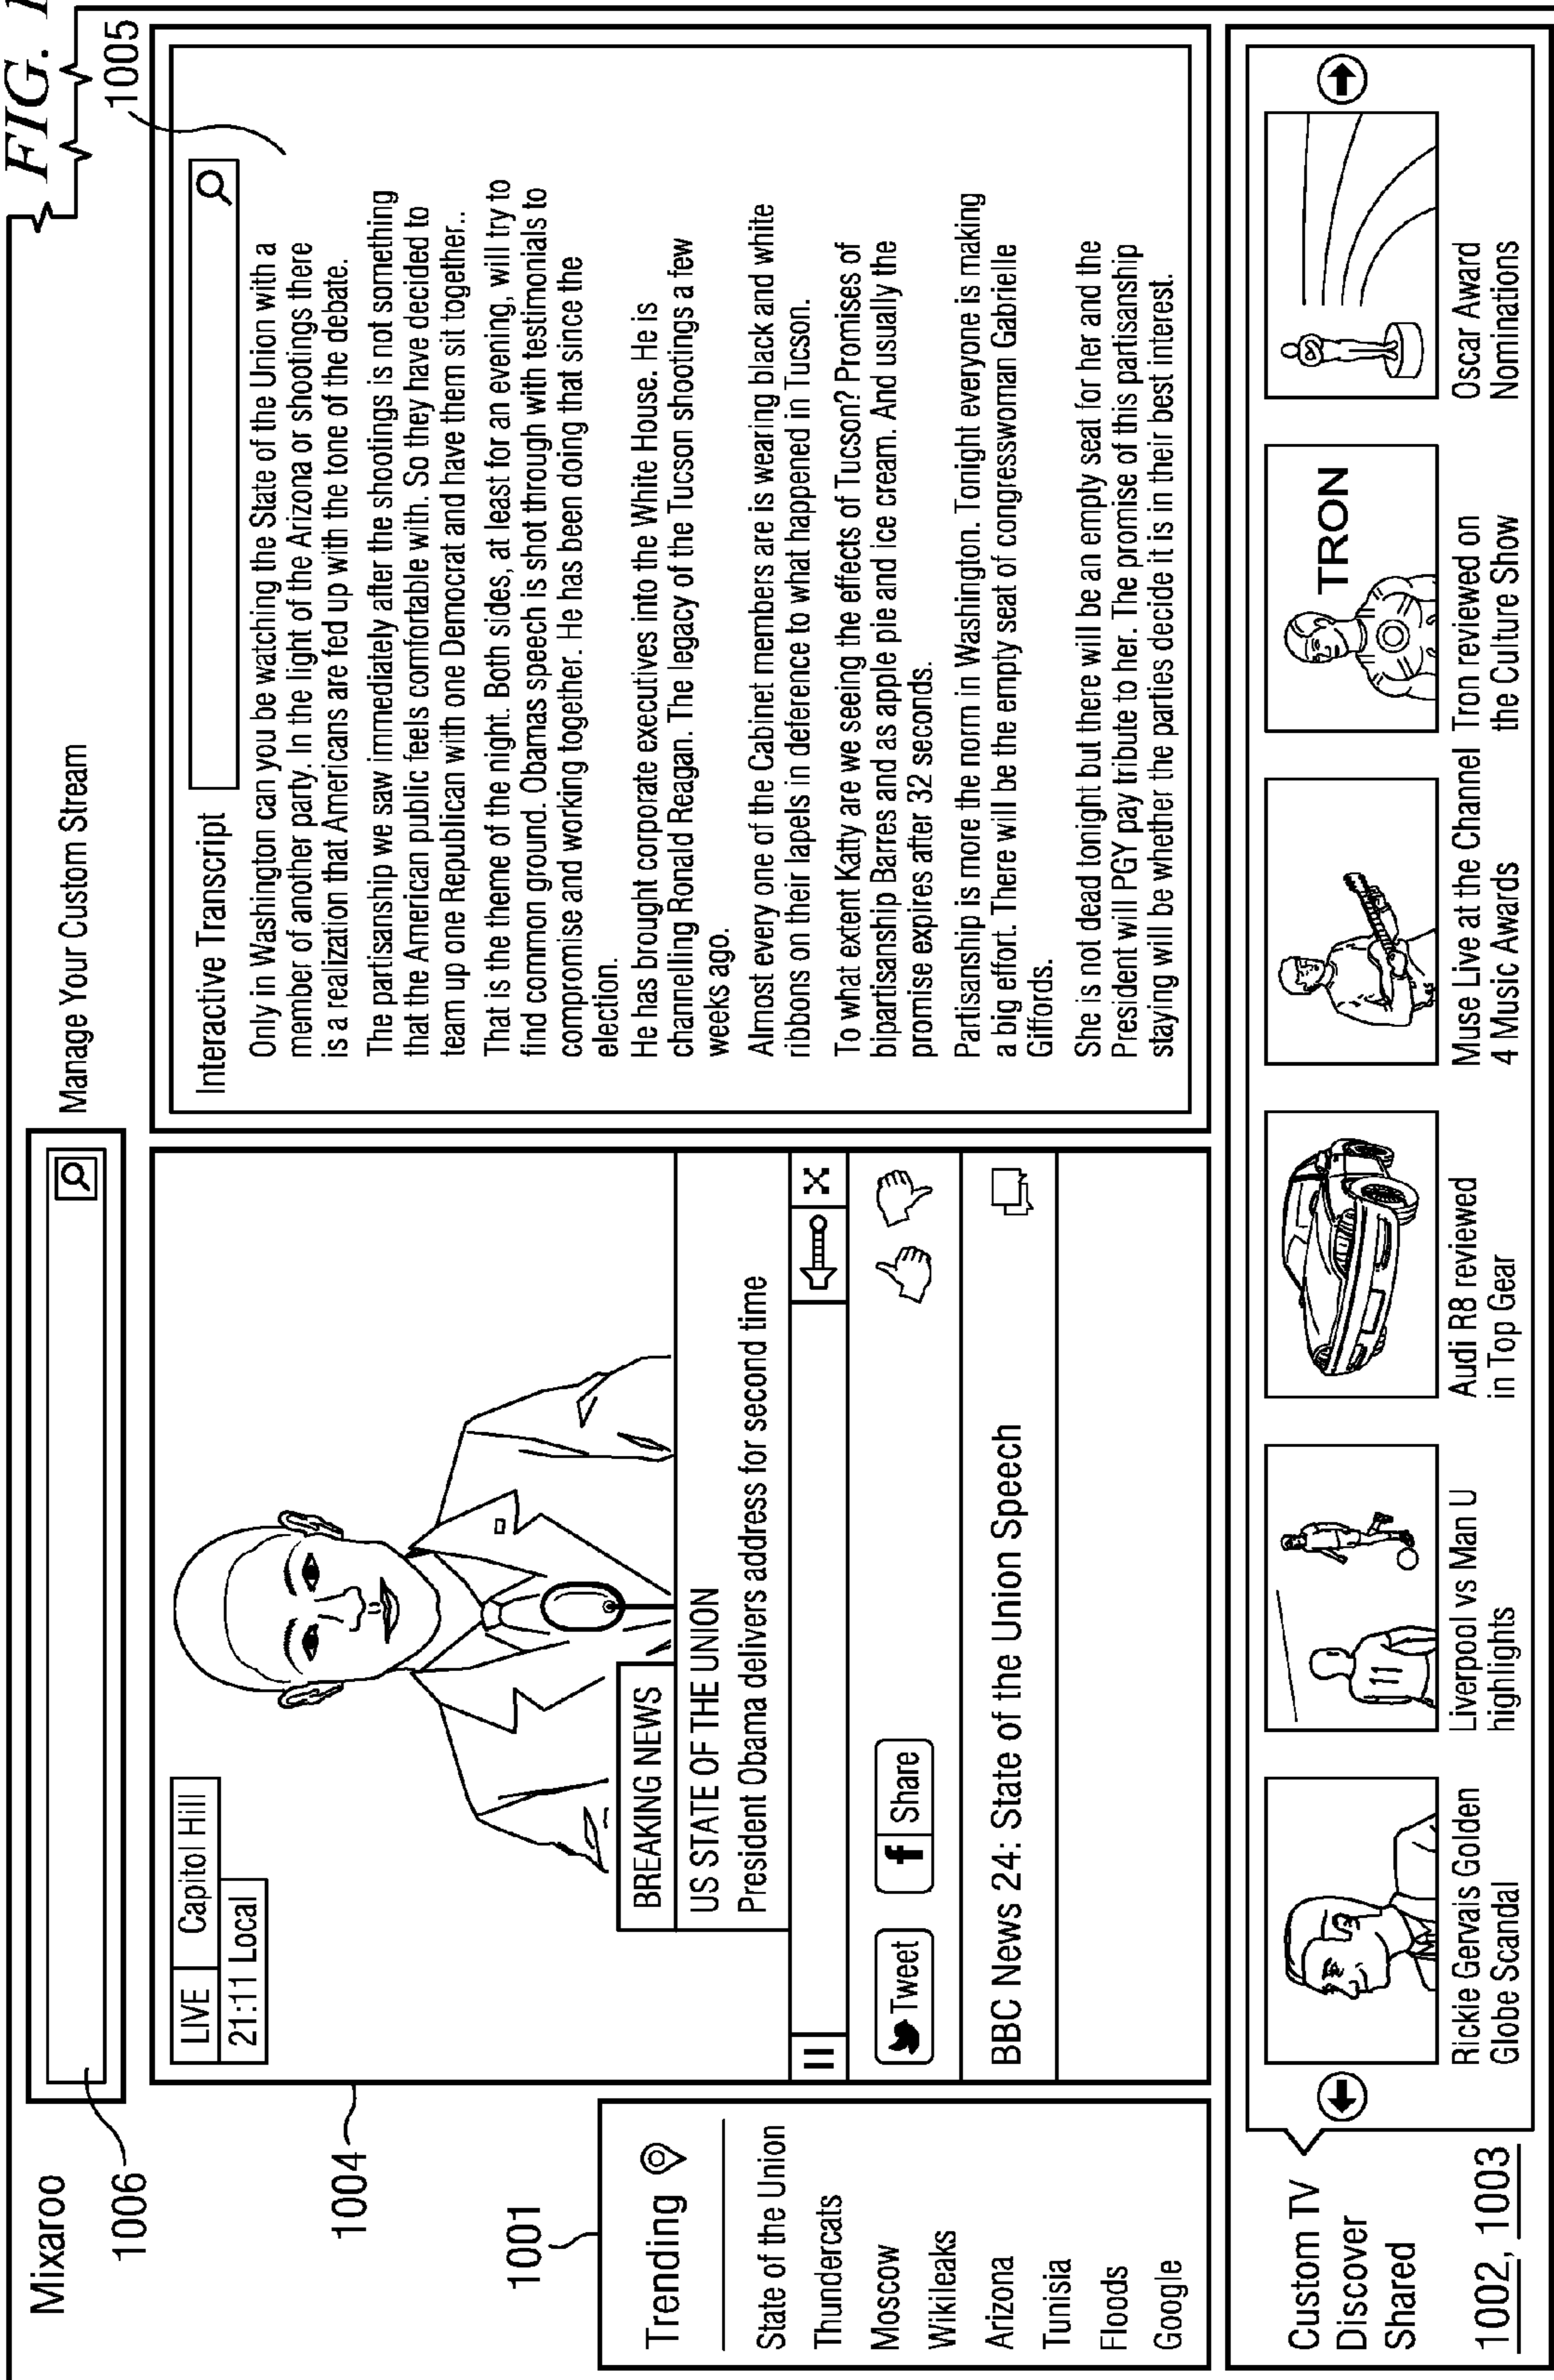 FIG. 1
Mixaroo
Manage Your Custom Stream
1006
1005
1004
1001
Trending
State of the Union
Thundercats
Moscow
Wikileaks
Arizona
Tunisia
Floods
Google
LIVE Capitol Hill
21:11 Local
BREAKING NEWS
US STATE OF THE UNION
President Obama delivers address for second time
Tweet
f Share
BBC News 24: State of the Union Speech
Interactive Transcript
Only in Washington can you be watching the State of the Union with a
member of another party. In the light of the Arizona or shootings there
is a realization that Americans are fed up with the tone of the debate.
The partisanship we saw immediately after the shootings is not something
that the American public feels comfortable with. So they have decided to
team up one Republican with one Democrat and have them sit together..
That is the theme of the night. Both sides, at least for an evening, will try to
find common ground. Obamas speech is shot through with testimonials to
compromise and working together. He has been doing that since the
election.
He has brought corporate executives into the White House. He is
channelling Ronald Reagan. The legacy of the Tucson shootings a few
weeks ago.
Almost every one of the Cabinet members are is wearing black and white
ribbons on their lapels in deference to what happened in Tucson.
To what extent Katty are we seeing the effects of Tucson? Promises of
bipartisanship Barres and as apple pie and ice cream. And usually the
promise expires after 32 seconds.
Partisanship is more the norm in Washington. Tonight everyone is making
a big effort. There will be the empty seat of congresswoman Gabrielle
Giffords.
She is not dead tonight but there will be an empty seat for her and the
President will PGY pay tribute to her. The promise of this partisanship
staying will be whether the parties decide it is in their best interest.
Custom TV
Discover
Shared
1002, 1003
Rickie Gervais Golden
Globe Scandal
11
Liverpool vs Man U
highlights
Audi R8 reviewed
in Top Gear
Muse Live at the Channel
4 Music Awards
TRON
Tron reviewed on
the Culture Show
Oscar Award
Nominations